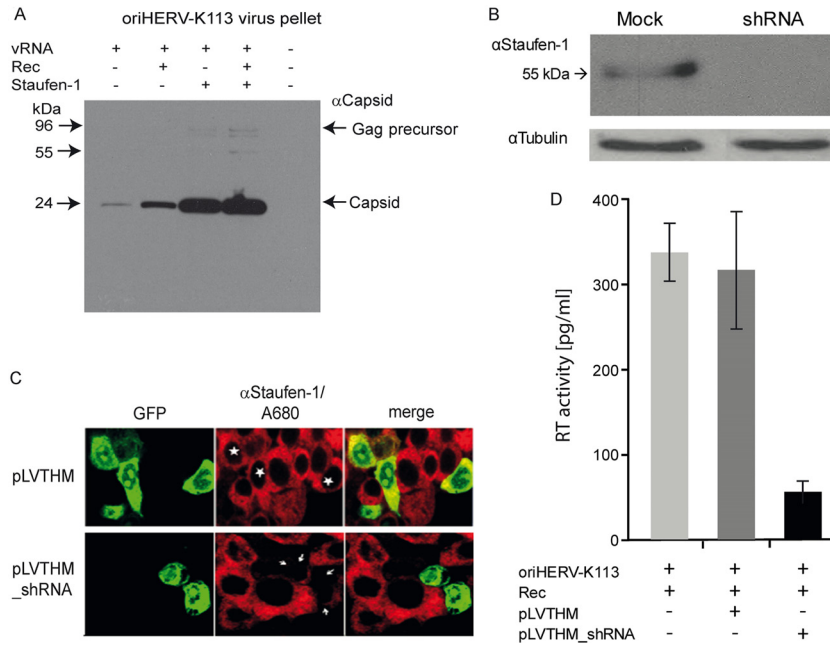 A
oriHERV-K113 virus pellet
vRNA + + + + -
Rec - + - + -
Staufen-1 - - + + -
kDa
αCapsid
96
Gag precursor
55
24
Capsid
B
Mock shRNA
αStaufen-1
55 kDa
αTubulin
C
GFP
αStaufen-1/
A680
merge
pLVTHM
pLVTHM
_shRNA
D
400
300
200
50
100
0
RT activity [pg/ml]
oriHERV-K113 + + +
Rec + + +
pLVTHM - + -
pLVTHM_shRNA - - +